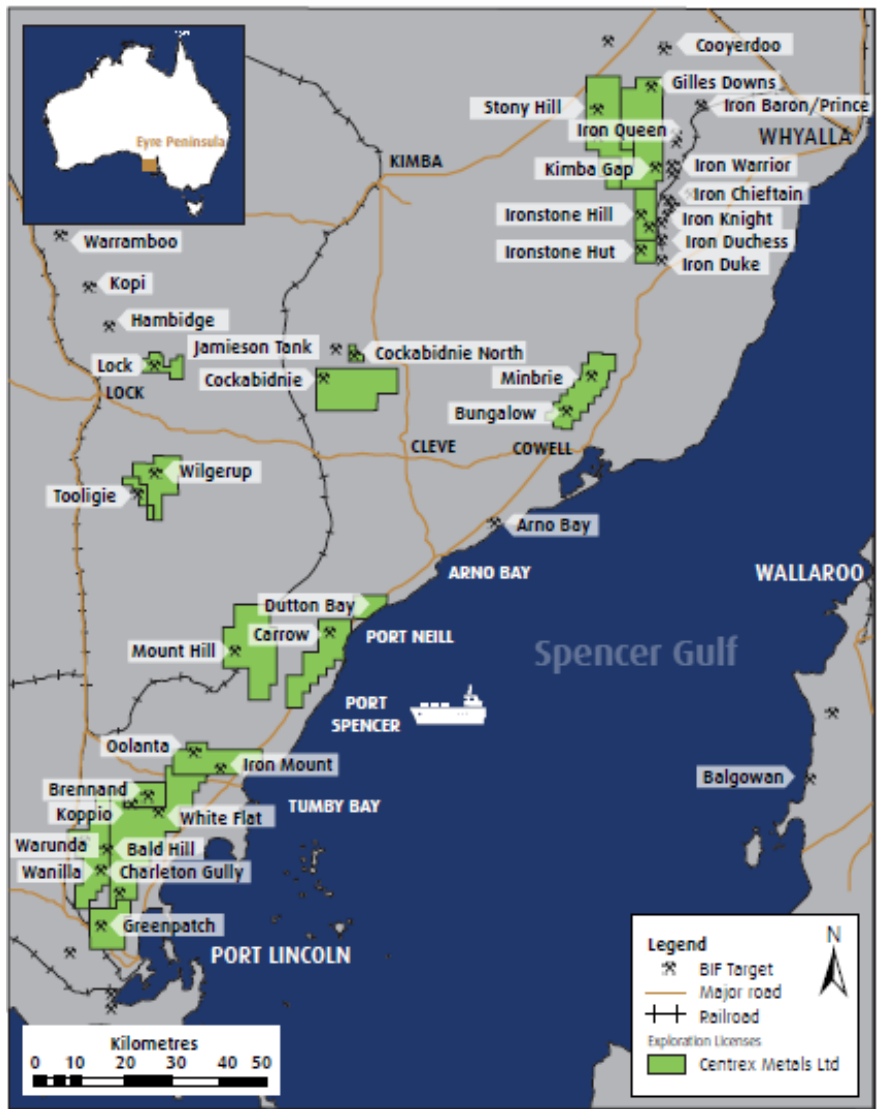 Eyre Peninsula
Cooyerdoo
Gilles Downs
Stony Hill
Iron Baron/Prince
Iron Queen
WHYALLA
KIMBA
Kimba Gap
Iron Warrior
Iron Chieftain
Ironstone Hill
Iron Knight
Iron Duchess
Ironstone Hut
Iron Duke
Warramboo
Kopi
Hambidge
Jamieson Tank
Cockabidnie North
Lock
Cockabidnie
Minbrie
LOCK
Bungalow
CLEVE
COWELL
Wilgerup
Tooligie
Arno Bay
ARNO BAY
WALLAROO
Dutton Bay
Carrow
PORT NEILL
Mount Hill
Spencer Gulf
PORT
SPENCER
Oolanta
Iron Mount
Balgowan
Brennand
Koppio
White Flat
TUMBY BAY
Warunda
Bald Hill
Wanilla
Charleton Gully
Greenpatch
PORT LINCOLN
Legend
N
BIF Target
Major road
Railroad
Exploration Licenses
Centrex Metals Ltd
Kilometres
0 10 20 30 40 50